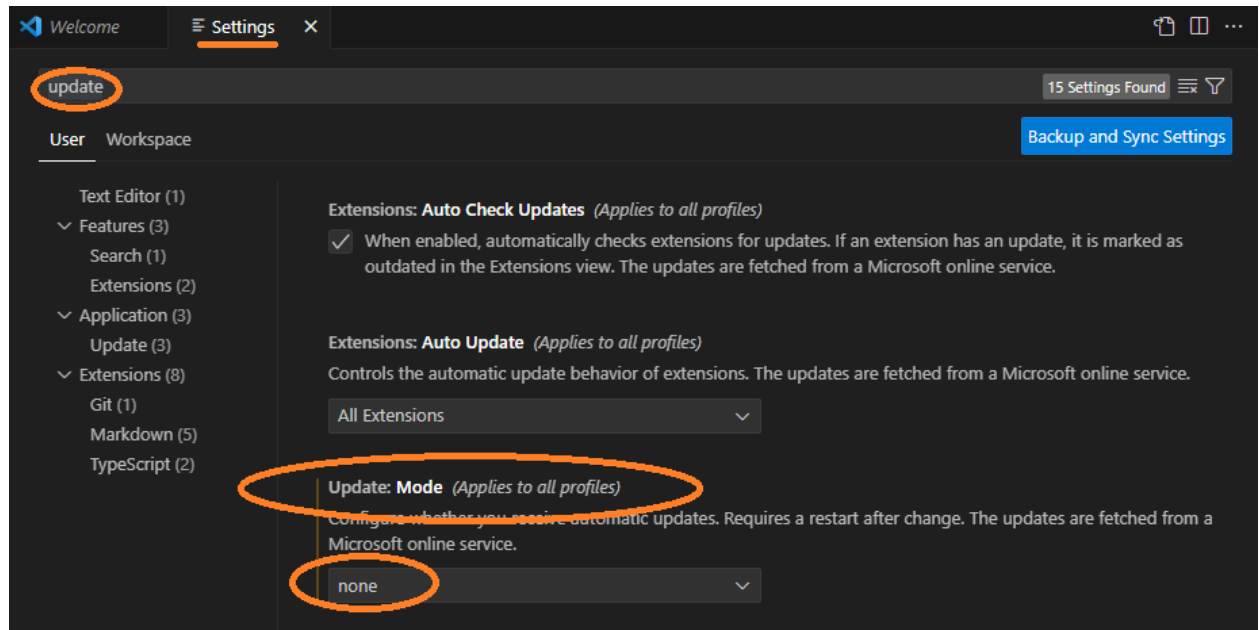 Welcome
Settings
update
15 Settings Found
User Workspace
Backup and Sync Settings
Text Editor (1)
Features (3)
Search (1)
Extensions (2)
Application (3)
Update (3)
Extensions (8)
Git (1)
Markdown (5)
TypeScript (2)
Extensions: Auto Check Updates (Applies to all profiles)
When enabled, automatically checks extensions for updates. If an extension has an update, it is marked as
outdated in the Extensions view. The updates are fetched from a Microsoft online service.
Extensions: Auto Update (Applies to all profiles)
Controls the automatic update behavior of extensions. The updates are fetched from a Microsoft online service.
All Extensions
Update: Mode (Applies to all profiles)
Configure whether you receive automatic updates. Requires a restart after change. The updates are fetched from a
Microsoft online service.
none